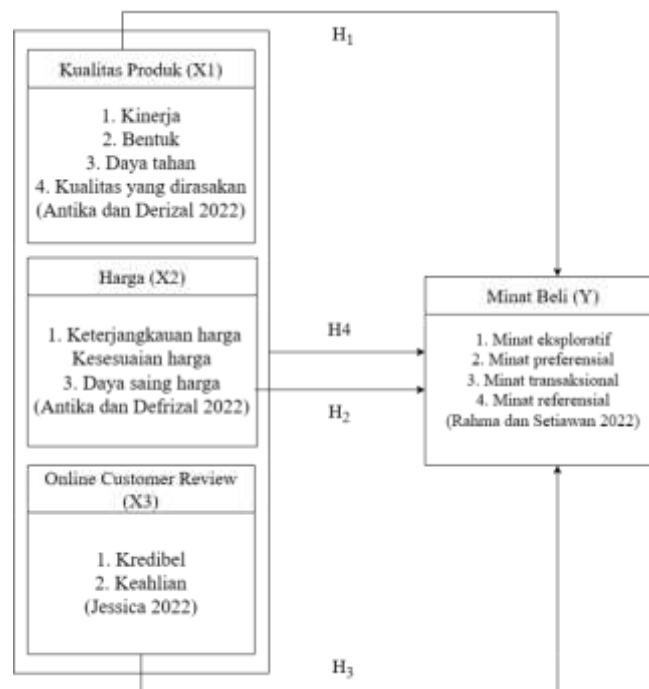 H₁
Kualitas Produk (X1)
1. Kinerja
2. Bentuk
3. Daya tahan
4. Kualitas yang dirasakan
(Antika dan Derizal 2022)
Harga (X2)
1. Keterjangkauan harga
Kesesuaian harga
3. Daya saing harga
(Antika dan Defrizal 2022)
H4
H₂
Minat Beli (Y)
1. Minat eksploratif
2. Minat preferensial
3. Minat transaksional
4. Minat referensial
(Rahma dan Setiawan 2022)
Online Customer Review
(X3)
1. Kredibel
2. Keahlian
(Jessica 2022)
H₃